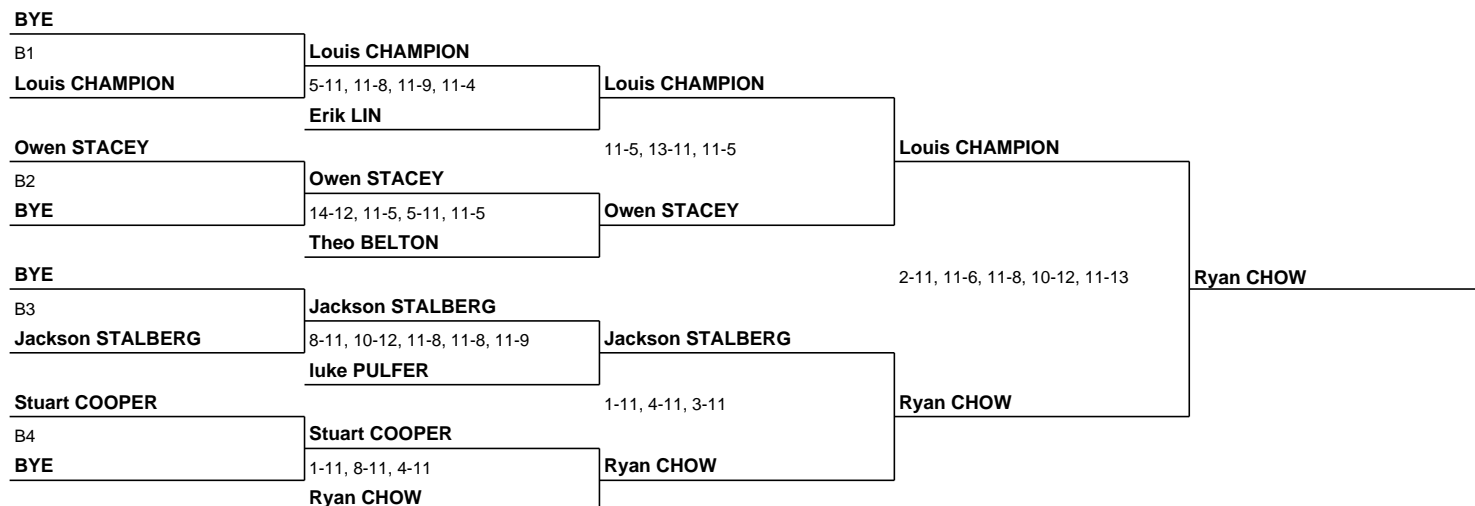 BYE
B1
Louis CHAMPION
Louis CHAMPION
5-11, 11-8, 11-9, 11-4
Louis CHAMPION
Erik LIN
Owen STACEY
11-5, 13-11, 11-5
Louis CHAMPION
B2
Owen STACEY
BYE
14-12, 11-5, 5-11, 11-5
Owen STACEY
Theo BELTON
BYE
2-11, 11-6, 11-8, 10-12, 11-13
Ryan CHOW
B3
Jackson STALBERG
Jackson STALBERG
8-11, 10-12, 11-8, 11-8, 11-9
Jackson STALBERG
luke PULFER
Stuart COOPER
1-11, 4-11, 3-11
Ryan CHOW
B4
Stuart COOPER
BYE
1-11, 8-11, 4-11
Ryan CHOW
Ryan CHOW